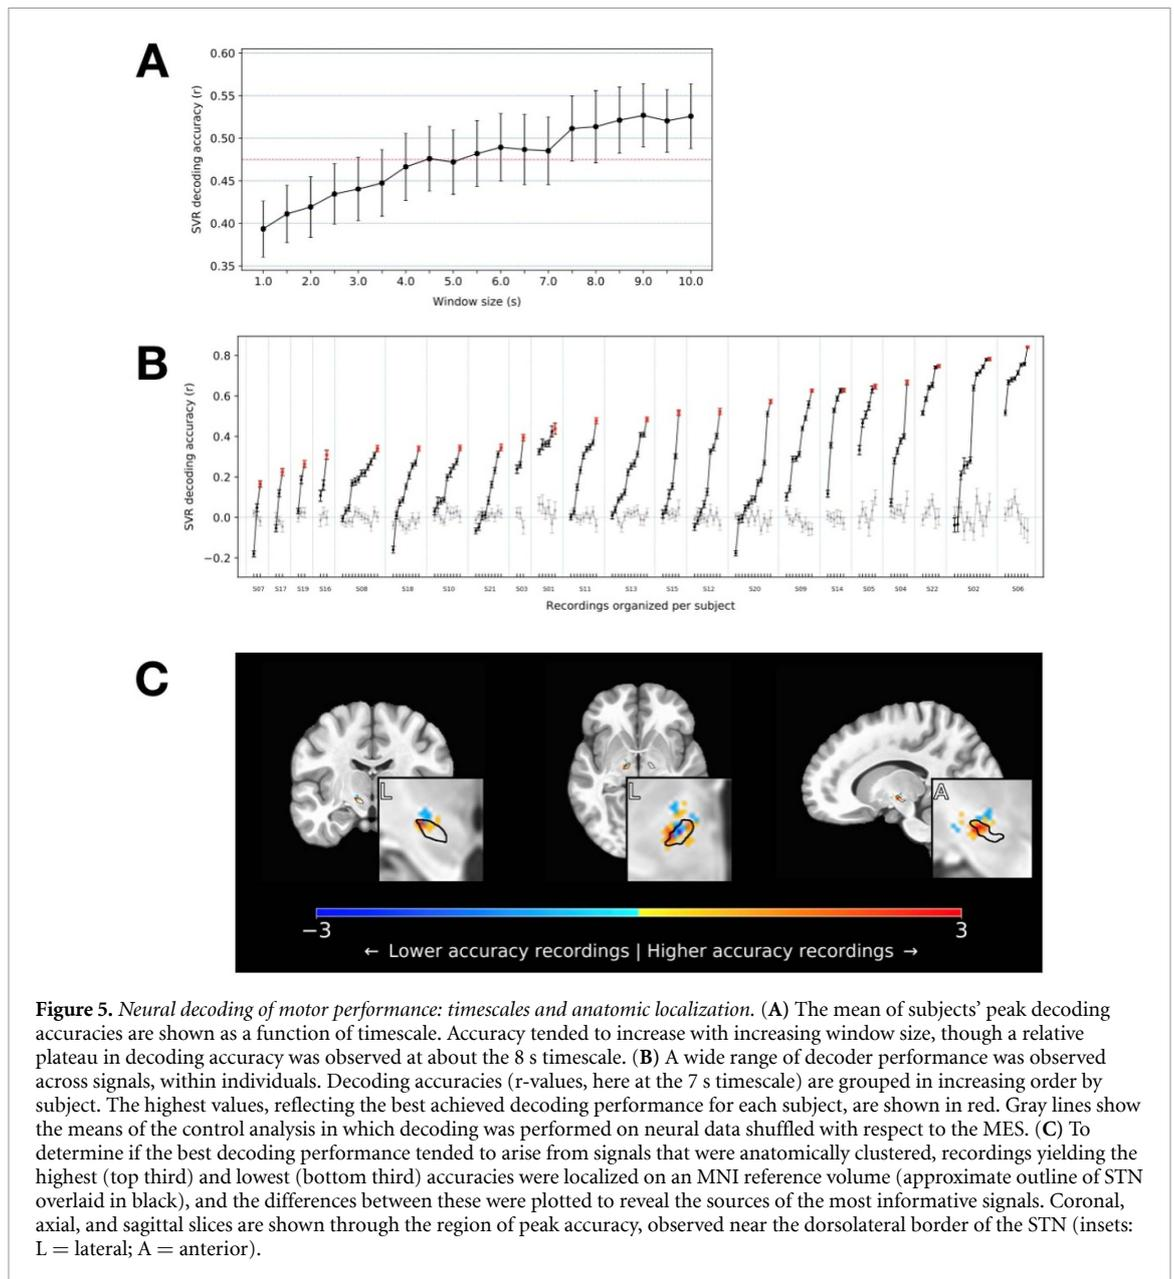 A
0.60
0.55
0.50
0.45
0.40
0.35
SVR decoding accuracy (r)
1.0 2.0 3.0 4.0 5.0 6.0 7.0 8.0 9.0 10.0
Window size (s)
B
0.8
0.6
0.4
0.2
0.0
−0.2
SVR decoding accuracy (r)
S07 S17 S19 S16 S08 S18 S10 S21 S03 S01 S11 S13 S15 S12 S20 S09 S14 S05 S04 S22 S02 S06
Recordings organized per subject
C
L L A
−3 3
← Lower accuracy recordings | Higher accuracy recordings →
Figure 5. Neural decoding of motor performance: timescales and anatomic localization. (A) The mean of subjects' peak decoding
accuracies are shown as a function of timescale. Accuracy tended to increase with increasing window size, though a relative
plateau in decoding accuracy was observed at about the 8 s timescale. (B) A wide range of decoder performance was observed
across signals, within individuals. Decoding accuracies (r-values, here at the 7 s timescale) are grouped in increasing order by
subject. The highest values, reflecting the best achieved decoding performance for each subject, are shown in red. Gray lines show
the means of the control analysis in which decoding was performed on neural data shuffled with respect to the MES. (C) To
determine if the best decoding performance tended to arise from signals that were anatomically clustered, recordings yielding the
highest (top third) and lowest (bottom third) accuracies were localized on an MNI reference volume (approximate outline of STN
overlaid in black), and the differences between these were plotted to reveal the sources of the most informative signals. Coronal,
axial, and sagittal slices are shown through the region of peak accuracy, observed near the dorsolateral border of the STN (insets:
L = lateral; A = anterior).